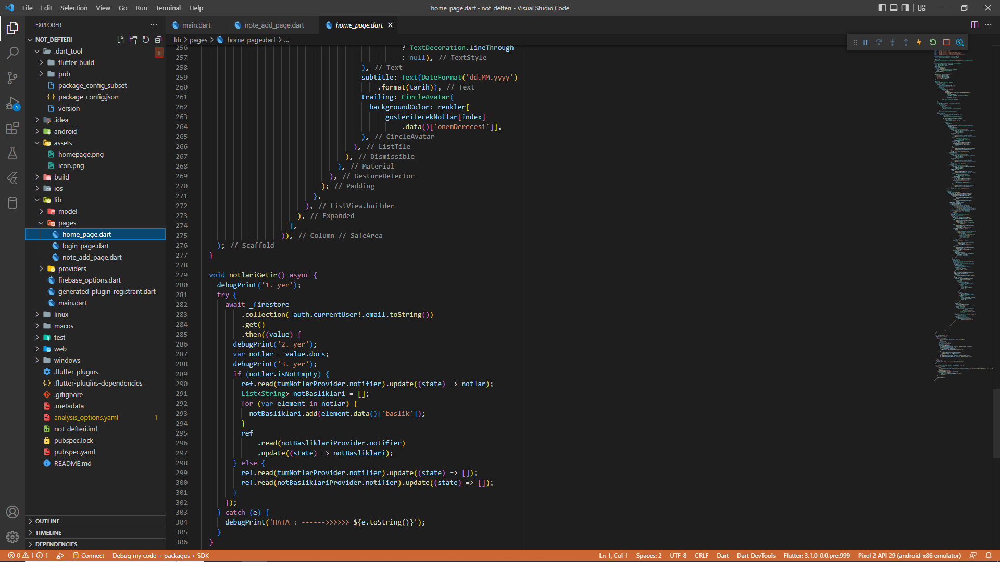 File Edit Selection View Go Run Terminal Help
home_page.dart - not_defteri - Visual Studio Code
EXPLORER
NOT_DEFTERI
.dart_tool
flutter_build
pub
package_config_subset
package_config.json
version
.idea
android
assets
homepage.png
icon.png
build
ios
lib
model
pages
home_page.dart
login_page.dart
note_add_page.dart
providers
firebase_options.dart
generated_plugin_registrant.dart
main.dart
linux
macos
test
web
windows
.flutter-plugins
.flutter-plugins-dependencies
.gitignore
.metadata
analysis_options.yaml 1
not_defteri.iml
pubspec.lock
pubspec.yaml
README.md
OUTLINE
TIMELINE
DEPENDENCIES
1
main.dart note_add_page.dart home_page.dart
lib > pages > home_page.dart > ...
256 ? TextDecoration.lineThrough
257 : null), // TextStyle
258 ), // Text
259 subtitle: Text(DateFormat('dd.MM.yyyy')
260 .format(tarih)), // Text
261 trailing: CircleAvatar(
262 backgroundColor: renkler[
263 gosterilecekNotlar[index]
264 .data()['onemDerecesi']],
265 ), // CircleAvatar
266 ), // ListTile
267 ), // Dismissible
268 ), // Material
269 ), // GestureDetector
270 ); // Padding
271 },
272 ), // ListView.builder
273 ), // Expanded
274 ],
275 )), // Column // SafeArea
276 ); // Scaffold
277 }
278
279 void notlariGetir() async {
280 debugPrint('1. yer');
281 try {
282 await _firestore
283 .collection(_auth.currentUser!.email.toString())
284 .get()
285 .then((value) {
286 debugPrint('2. yer');
287 var notlar = value.docs;
288 debugPrint('3. yer');
289 if (notlar.isNotEmpty) {
290 ref.read(tumNotlarProvider.notifier).update((state) => notlar);
291 List<String> notBasliklari = [];
292 for (var element in notlar) {
293 notBasliklari.add(element.data()['baslik']);
294 }
295 ref
296 .read(notBasliklariProvider.notifier)
297 .update((state) => notBasliklari);
298 } else {
299 ref.read(tumNotlarProvider.notifier).update((state) => []);
300 ref.read(notBasliklariProvider.notifier).update((state) => []);
301 }
302 });
303 } catch (e) {
304 debugPrint('HATA : ------>>>>>> ${e.toString()}');
305 }
306 }
0 1 1 Connect Debug my code + packages + SDK
Ln 1, Col 1 Spaces: 2 UTF-8 CRLF Dart Dart DevTools Flutter: 3.1.0-0.0.pre.999 Pixel 2 API 29 (android-x86 emulator)